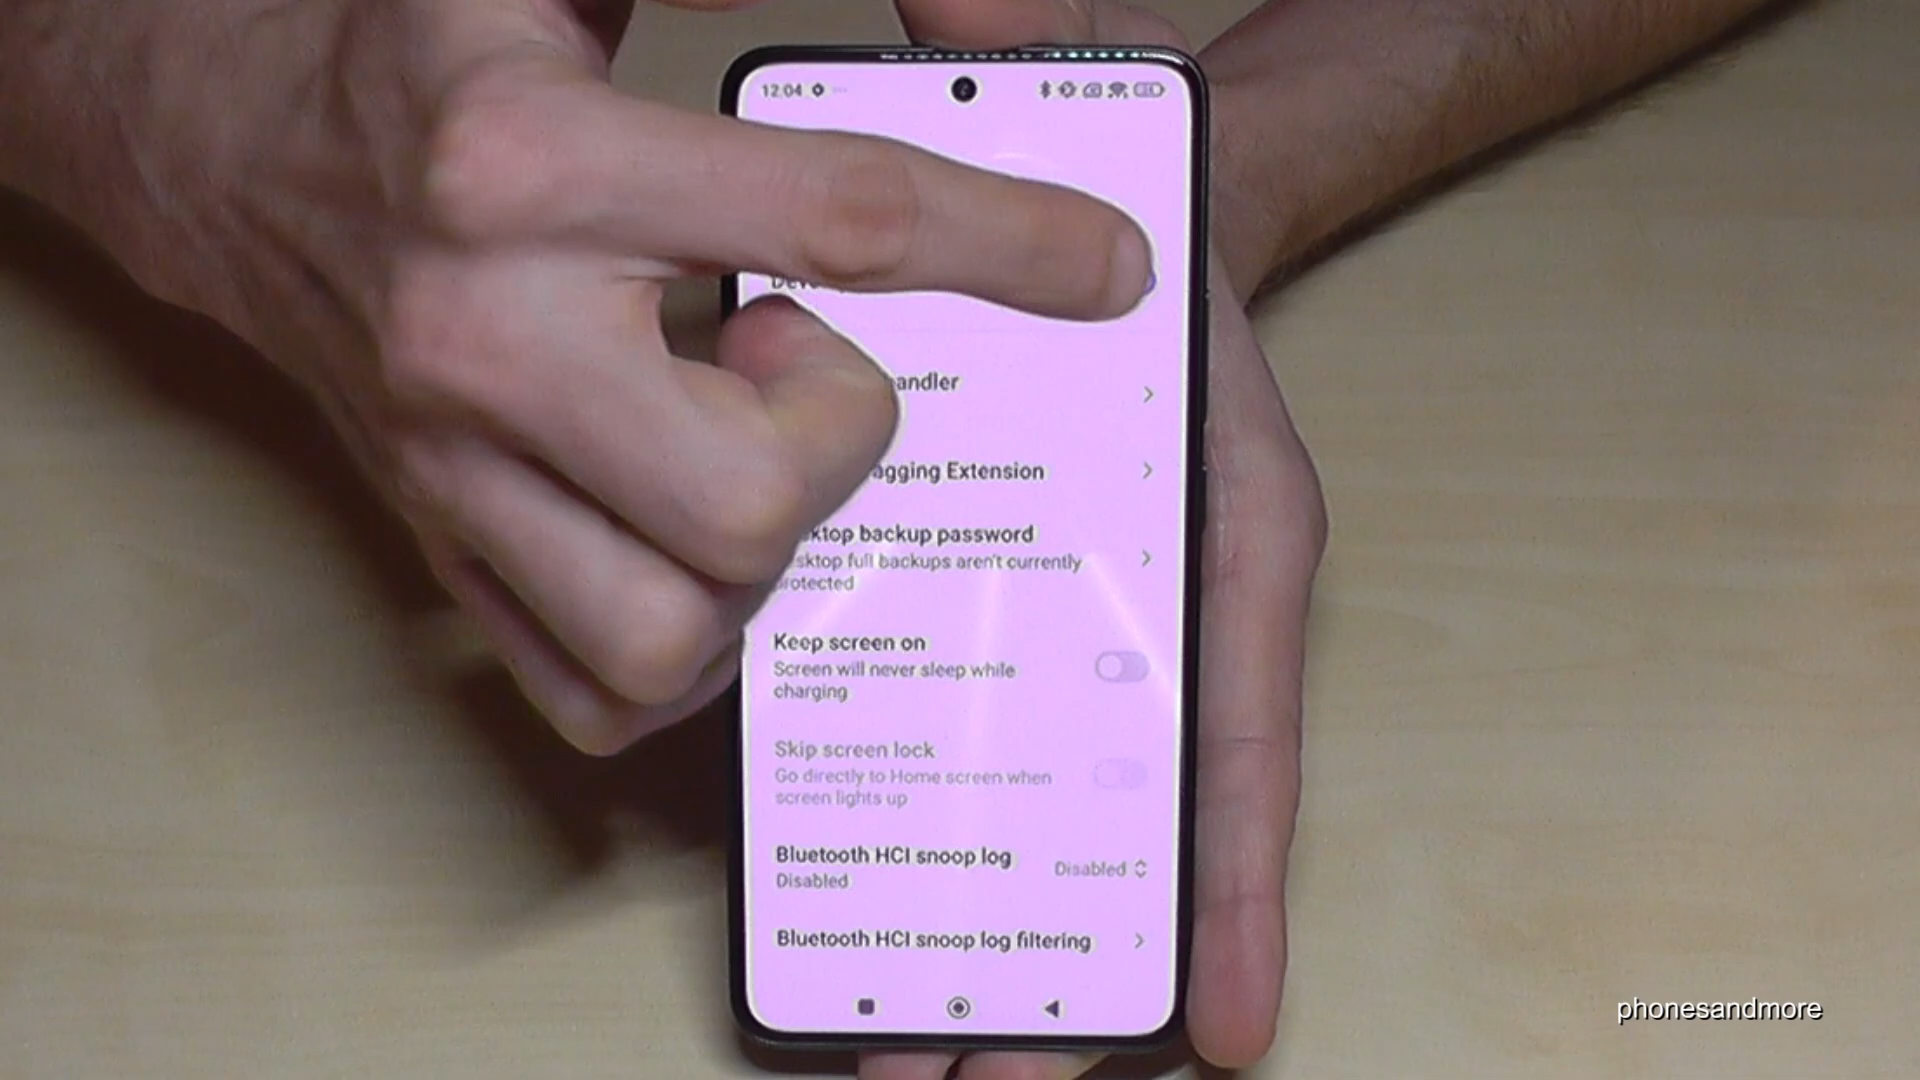 12:04
andler
agging Extension
ktop backup password
sktop full backups aren't currently
protected
Keep screen on
Screen will never sleep while
charging
Skip screen lock
Go directly to Home screen when
screen lights up
Bluetooth HCI snoop log
Disabled
Disabled
Bluetooth HCI snoop log filtering
phonesandmore